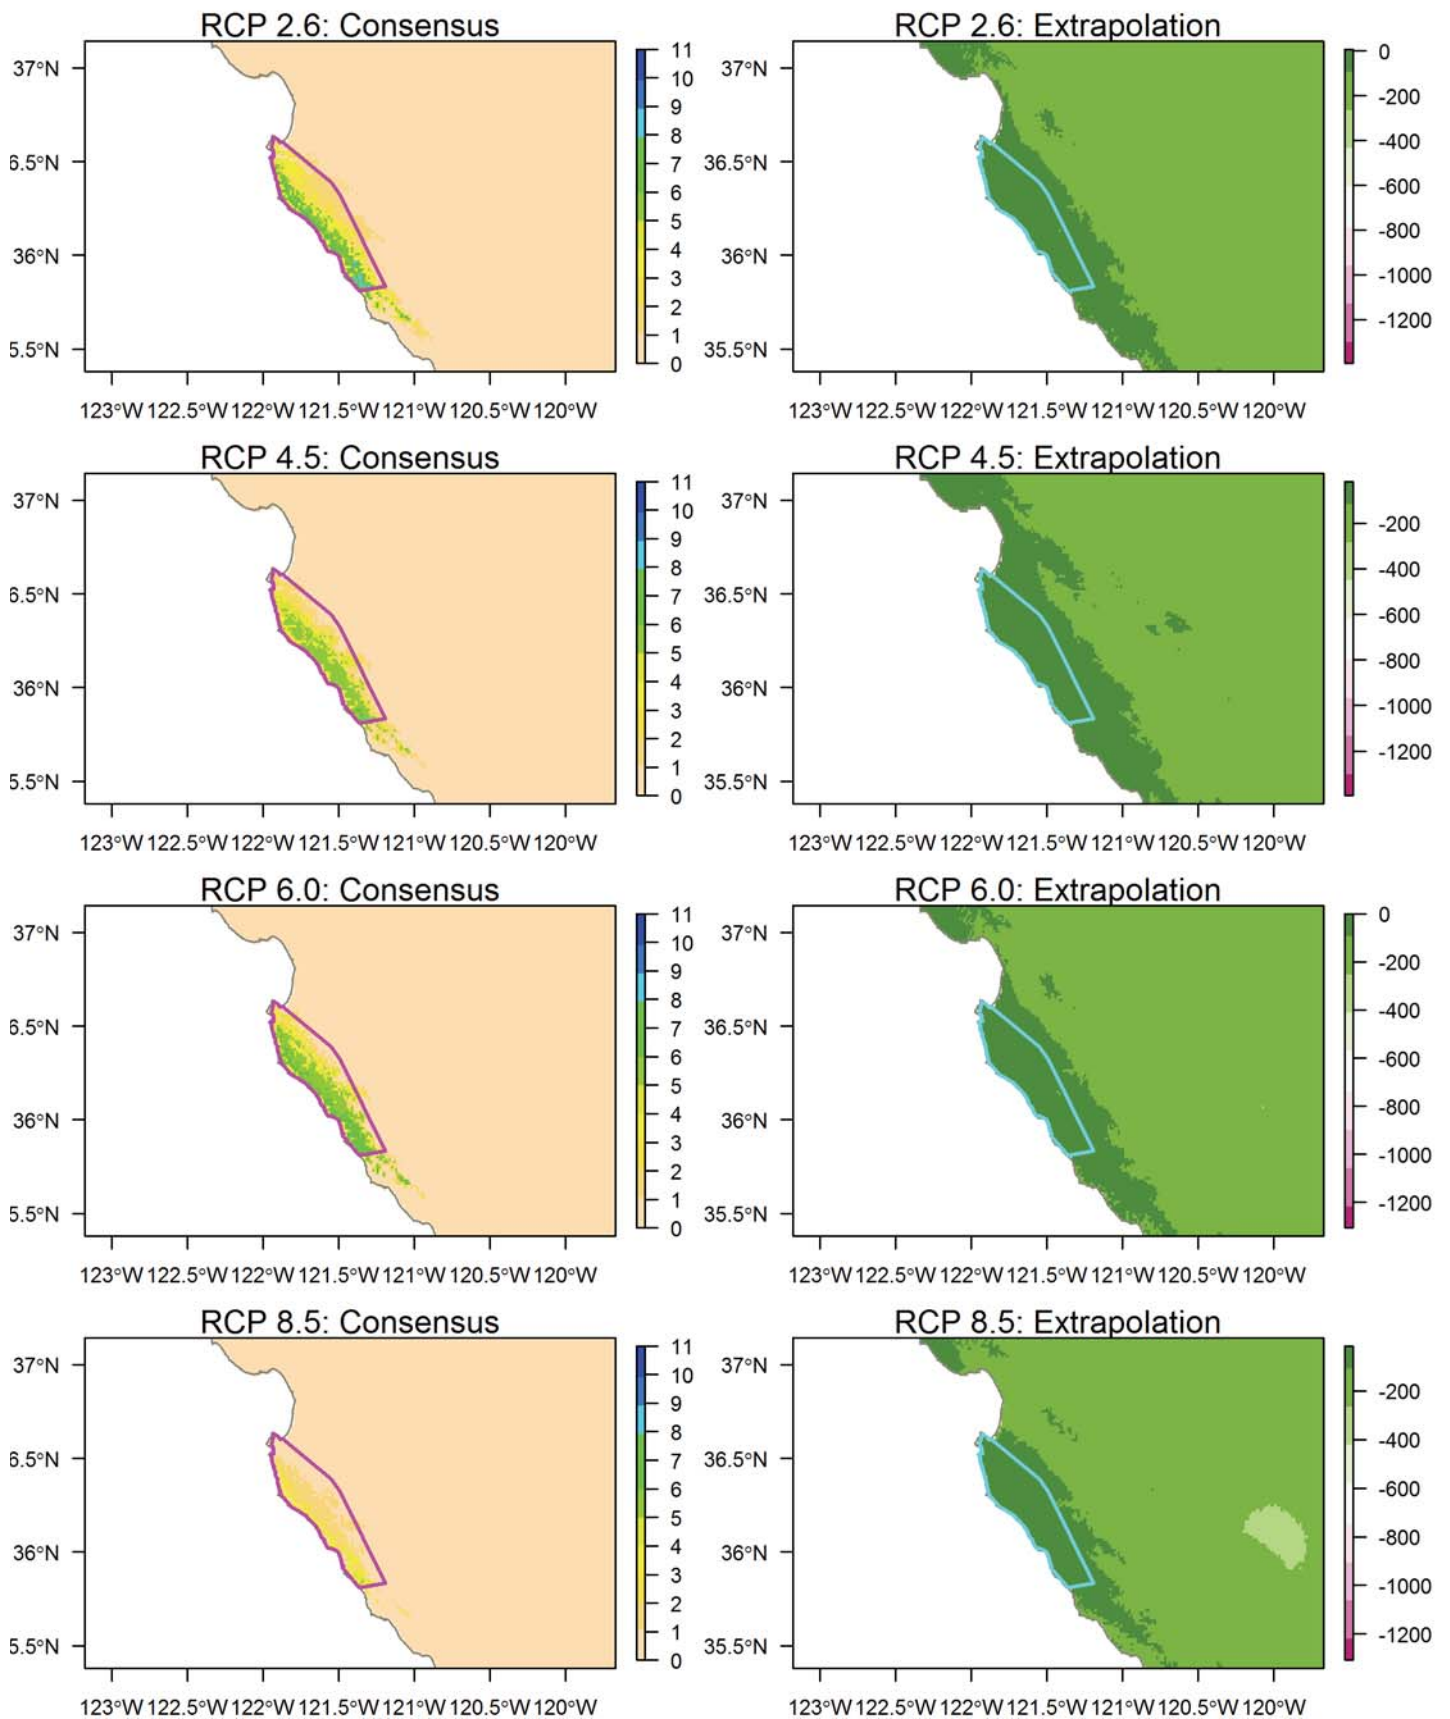 RCP 2.6: Consensus
37°N
6.5°N
36°N
5.5°N
123°W 122.5°W 122°W 121.5°W 121°W 120.5°W 120°W
11
10
9
8
7
6
5
4
3
2
1
0
RCP 2.6: Extrapolation
37°N
36.5°N
36°N
35.5°N
123°W 122.5°W 122°W 121.5°W 121°W 120.5°W 120°W
0
-200
-400
-600
-800
-1000
-1200
RCP 4.5: Consensus
37°N
6.5°N
36°N
5.5°N
123°W 122.5°W 122°W 121.5°W 121°W 120.5°W 120°W
11
10
9
8
7
6
5
4
3
2
1
0
RCP 4.5: Extrapolation
37°N
36.5°N
36°N
35.5°N
123°W 122.5°W 122°W 121.5°W 121°W 120.5°W 120°W
-200
-400
-600
-800
-1000
-1200
RCP 6.0: Consensus
37°N
6.5°N
36°N
5.5°N
123°W 122.5°W 122°W 121.5°W 121°W 120.5°W 120°W
11
10
9
8
7
6
5
4
3
2
1
0
RCP 6.0: Extrapolation
37°N
36.5°N
36°N
35.5°N
123°W 122.5°W 122°W 121.5°W 121°W 120.5°W 120°W
0
-200
-400
-600
-800
-1000
-1200
RCP 8.5: Consensus
37°N
6.5°N
36°N
5.5°N
123°W 122.5°W 122°W 121.5°W 121°W 120.5°W 120°W
11
10
9
8
7
6
5
4
3
2
1
0
RCP 8.5: Extrapolation
37°N
36.5°N
36°N
35.5°N
123°W 122.5°W 122°W 121.5°W 121°W 120.5°W 120°W
-200
-400
-600
-800
-1000
-1200